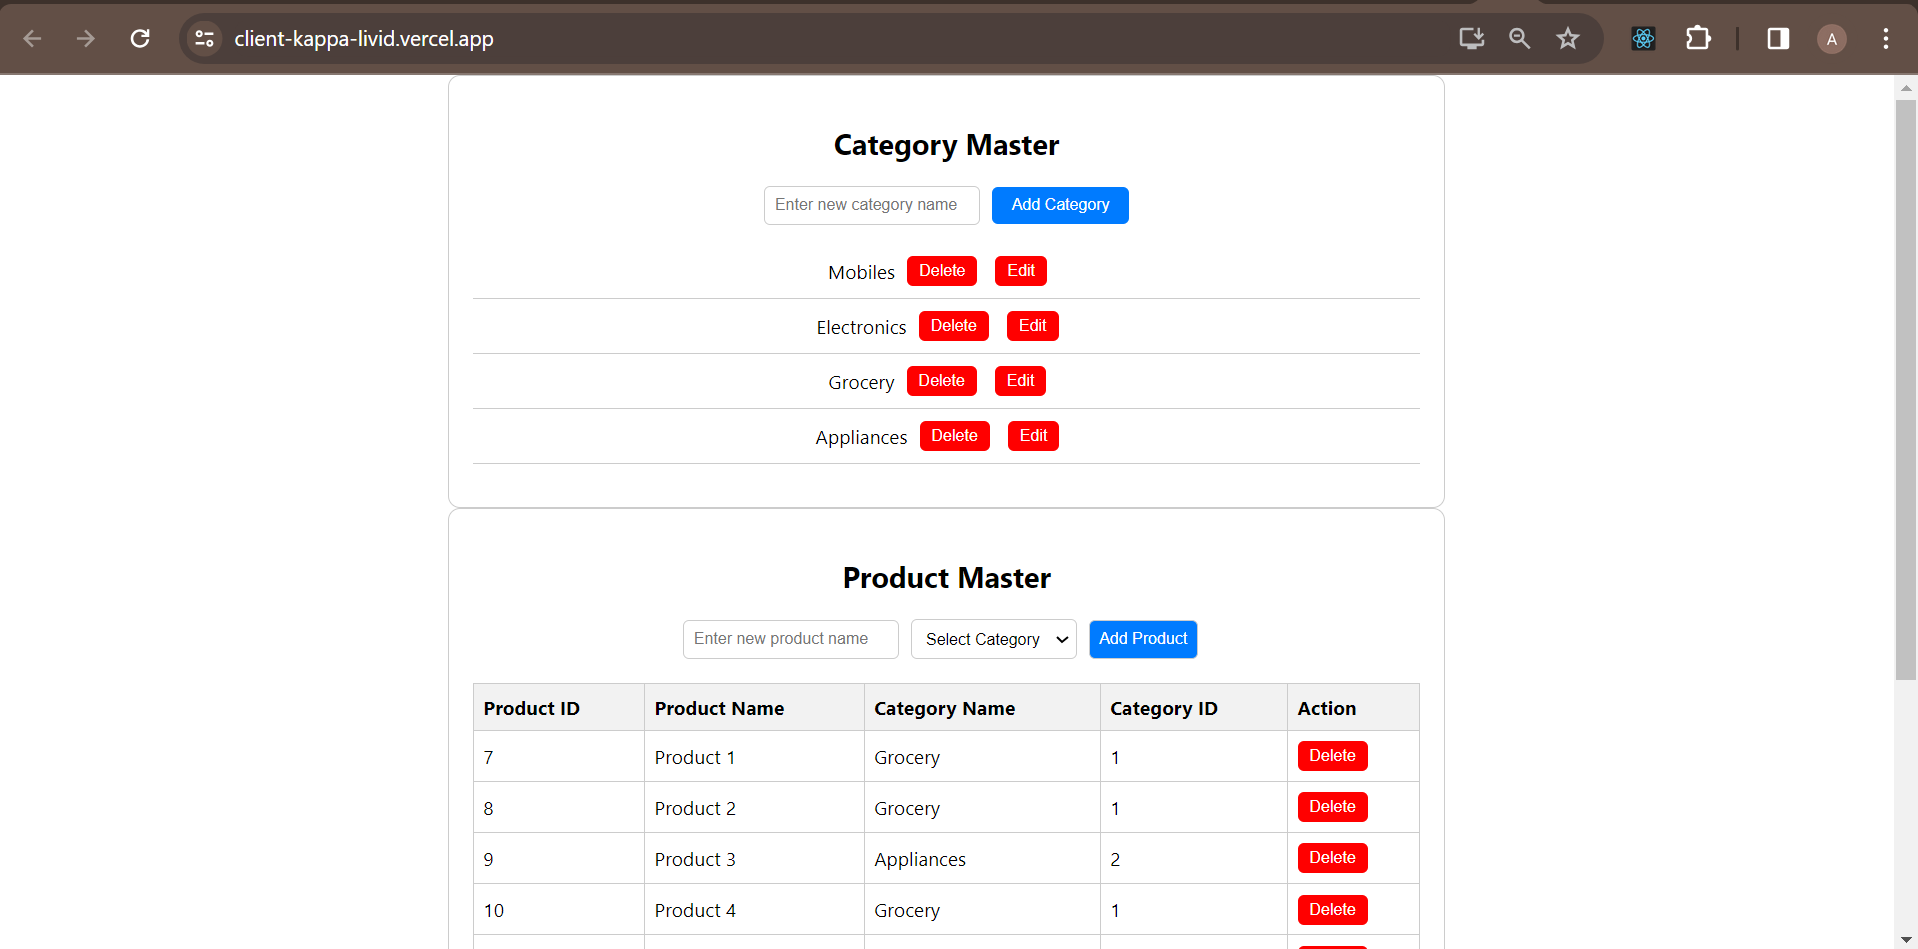 client-kappa-livid.vercel.app
A
Category Master
Enter new category name Add Category
Mobiles Delete Edit
Electronics Delete Edit
Grocery Delete Edit
Appliances Delete Edit
Product Master
Enter new product name Select Category Add Product
Product ID Product Name Category Name Category ID Action
7 Product 1 Grocery 1 Delete
8 Product 2 Grocery 1 Delete
9 Product 3 Appliances 2 Delete
10 Product 4 Grocery 1 Delete